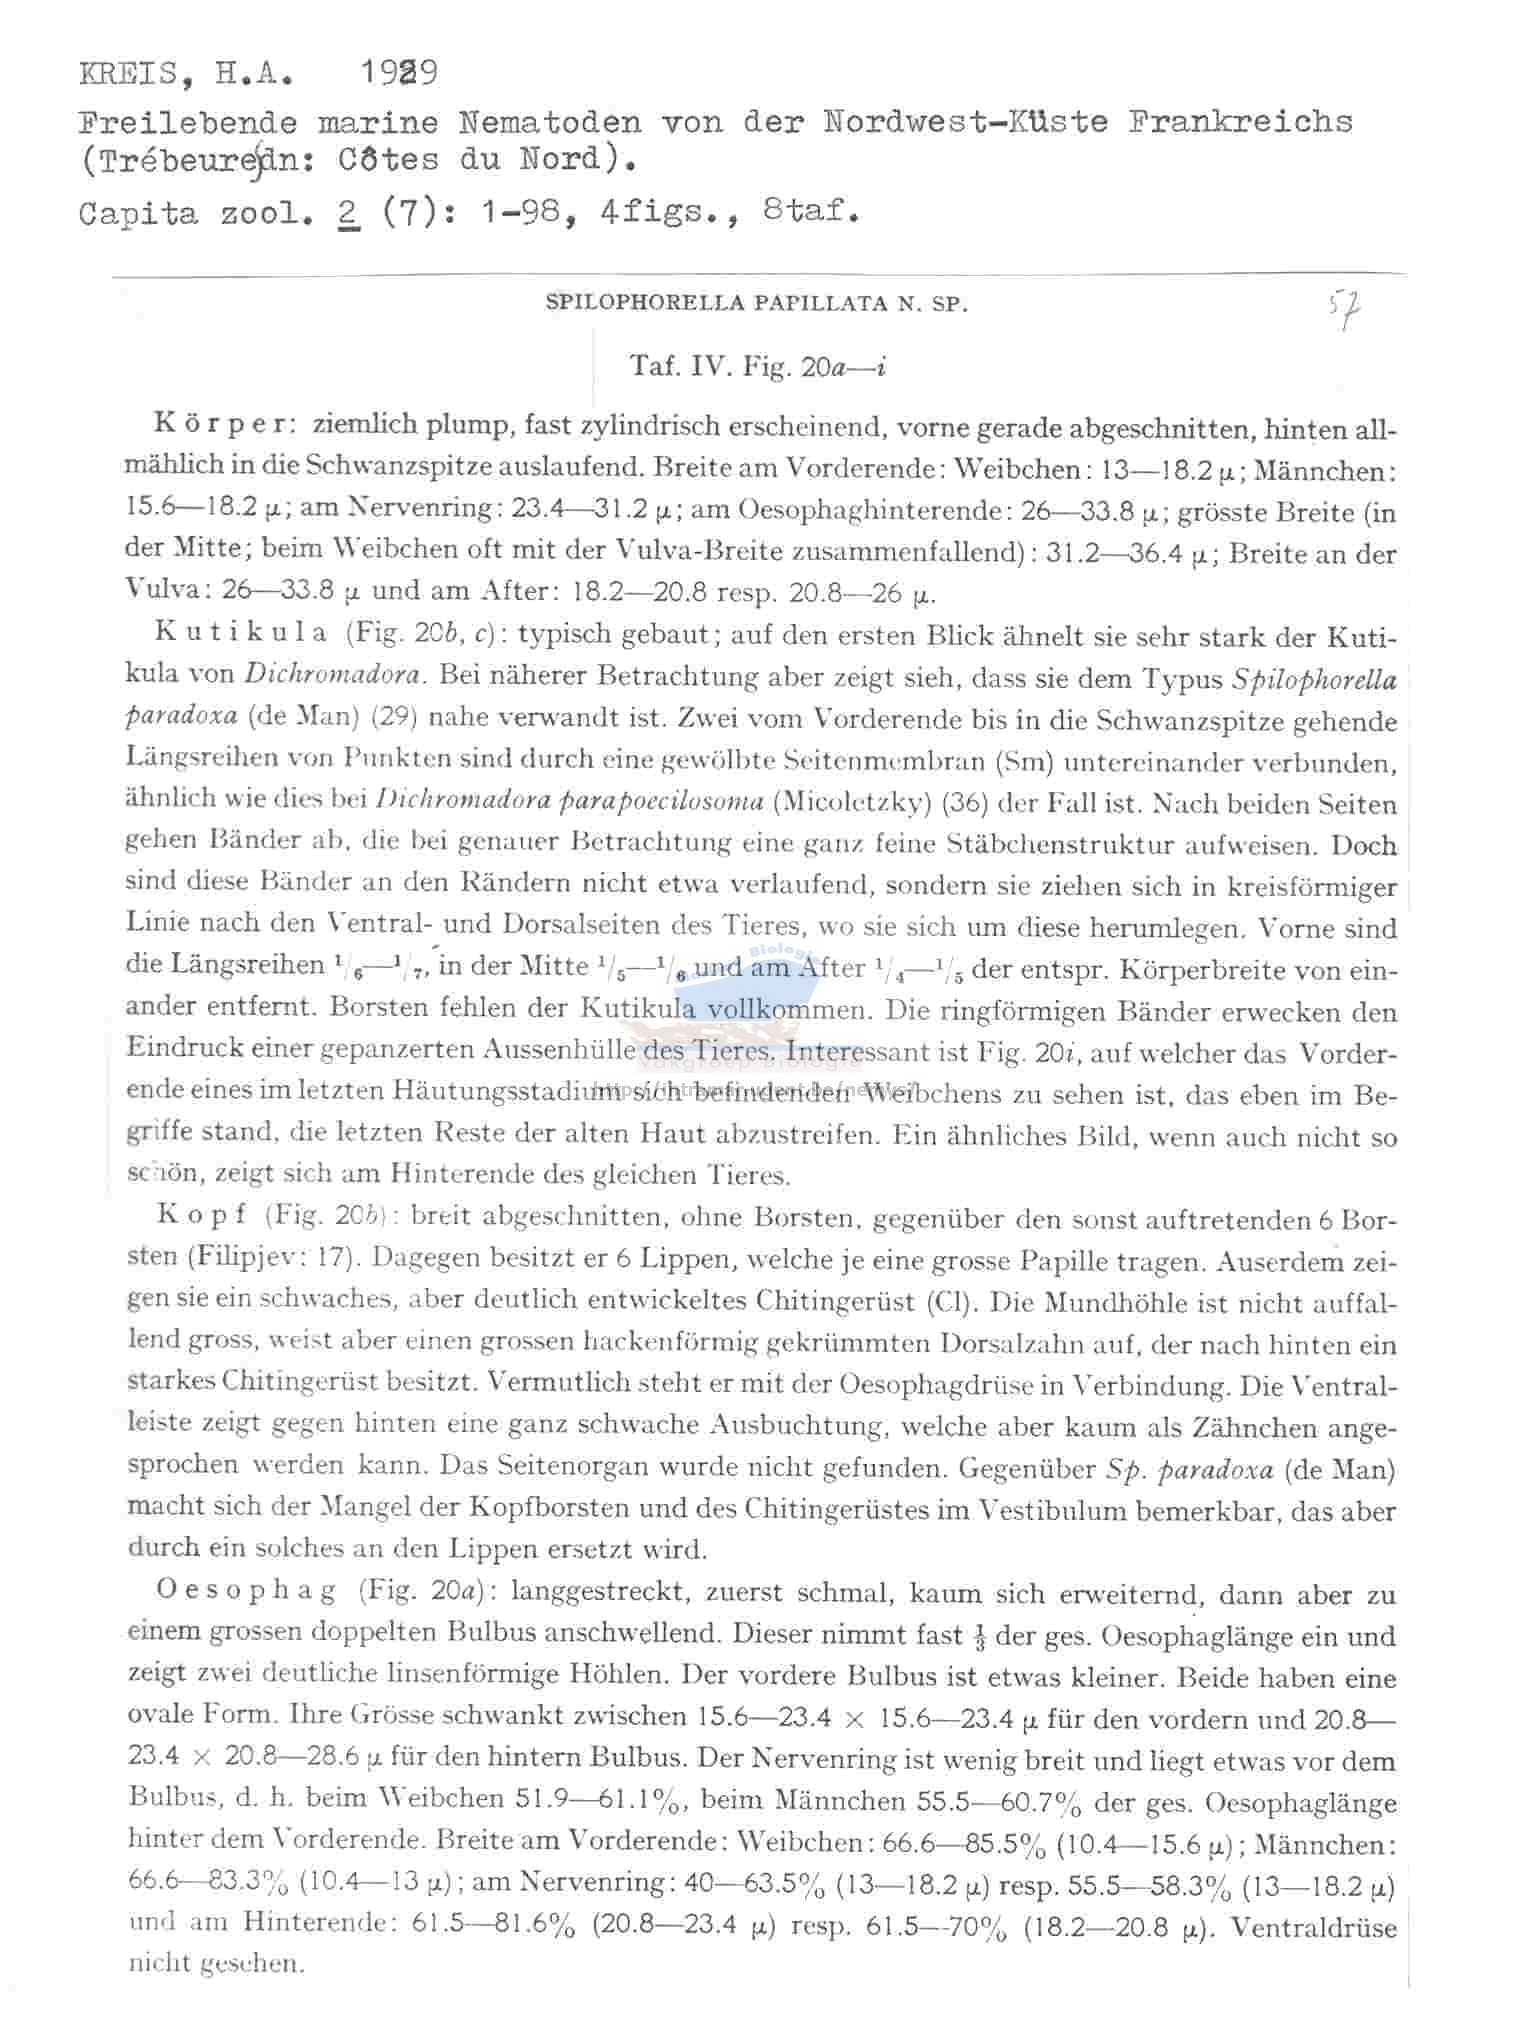 KREIS, H.A. 1929
Freilebende marine Nematoden von der Nordwest-Küste Frankreichs
(Trébeurdn: Côtes du Nord).
Capita zool. 2 (7): 1-98, 4figs., 8taf.
SPILOPHORELLA PAPILLATA N. SP.
57
Taf. IV. Fig. 20a—i
Körper: ziemlich plump, fast zylindrisch erscheinend, vorne gerade abgeschnitten, hinten all-
mählich in die Schwanzspitze auslaufend. Breite am Vorderende: Weibchen: 13—18.2 µ; Männchen:
15.6—18.2 µ; am Nervenring: 23.4—31.2 µ; am Oesophaghinterende: 26—33.8 µ; grösste Breite (in
der Mitte; beim Weibchen oft mit der Vulva-Breite zusammenfallend): 31.2—36.4 µ; Breite an der
Vulva: 26—33.8 µ und am After: 18.2—20.8 resp. 20.8—26 µ.
Kutikula (Fig. 20b, c): typisch gebaut; auf den ersten Blick ähnelt sie sehr stark der Kuti-
kula von Dichromadora. Bei näherer Betrachtung aber zeigt sieh, dass sie dem Typus Spilophorella
paradoxa (de Man) (29) nahe verwandt ist. Zwei vom Vorderende bis in die Schwanzspitze gehende
Längsreihen von Punkten sind durch eine gewölbte Seitenmembran (Sm) untereinander verbunden,
ähnlich wie dies bei Dichromadora parapoecilosoma (Micoletzky) (36) der Fall ist. Nach beiden Seiten
gehen Bänder ab, die bei genauer Betrachtung eine ganz feine Stäbchenstruktur aufweisen. Doch
sind diese Bänder an den Rändern nicht etwa verlaufend, sondern sie ziehen sich in kreisförmiger
Linie nach den Ventral- und Dorsalseiten des Tieres, wo sie sich um diese herumlegen. Vorne sind
die Längsreihen 1/6—1/7, in der Mitte 1/5—1/6 und am After 1/4—1/5 der entspr. Körperbreite von ein-
ander entfernt. Borsten fehlen der Kutikula vollkommen. Die ringförmigen Bänder erwecken den
Eindruck einer gepanzerten Aussenhülle des Tieres. Interessant ist Fig. 20i, auf welcher das Vorder-
ende eines im letzten Häutungsstadium sich befindenden Weibchens zu sehen ist, das eben im Be-
griffe stand, die letzten Reste der alten Haut abzustreifen. Ein ähnliches Bild, wenn auch nicht so
schön, zeigt sich am Hinterende des gleichen Tieres.
Kopf (Fig. 20b): breit abgeschnitten, ohne Borsten, gegenüber den sonst auftretenden 6 Bor-
sten (Filipjev: 17). Dagegen besitzt er 6 Lippen, welche je eine grosse Papille tragen. Auserdem zei-
gen sie ein schwaches, aber deutlich entwickeltes Chitingerüst (Cl). Die Mundhöhle ist nicht auffal-
lend gross, weist aber einen grossen hackenförmig gekrümmten Dorsalzahn auf, der nach hinten ein
starkes Chitingerüst besitzt. Vermutlich steht er mit der Oesophagdrüse in Verbindung. Die Ventral-
leiste zeigt gegen hinten eine ganz schwache Ausbuchtung, welche aber kaum als Zähnchen ange-
sprochen werden kann. Das Seitenorgan wurde nicht gefunden. Gegenüber Sp. paradoxa (de Man)
macht sich der Mangel der Kopfborsten und des Chitingerüstes im Vestibulum bemerkbar, das aber
durch ein solches an den Lippen ersetzt wird.
Oesophag (Fig. 20a): langgestreckt, zuerst schmal, kaum sich erweiternd, dann aber zu
einem grossen doppelten Bulbus anschwellend. Dieser nimmt fast 1/3 der ges. Oesophaglänge ein und
zeigt zwei deutliche linsenförmige Höhlen. Der vordere Bulbus ist etwas kleiner. Beide haben eine
ovale Form. Ihre Grösse schwankt zwischen 15.6—23.4 × 15.6—23.4 µ für den vordern und 20.8—
23.4 × 20.8—28.6 µ für den hintern Bulbus. Der Nervenring ist wenig breit und liegt etwas vor dem
Bulbus, d. h. beim Weibchen 51.9—61.1%, beim Männchen 55.5—60.7% der ges. Oesophaglänge
hinter dem Vorderende. Breite am Vorderende: Weibchen: 66.6—85.5% (10.4—15.6 µ); Männchen:
66.6—83.3% (10.4—13 µ); am Nervenring: 40—63.5% (13—18.2 µ) resp. 55.5—58.3% (13—18.2 µ)
und am Hinterende: 61.5—81.6% (20.8—23.4 µ) resp. 61.5—70% (18.2—20.8 µ). Ventraldrüse
nicht gesehen.